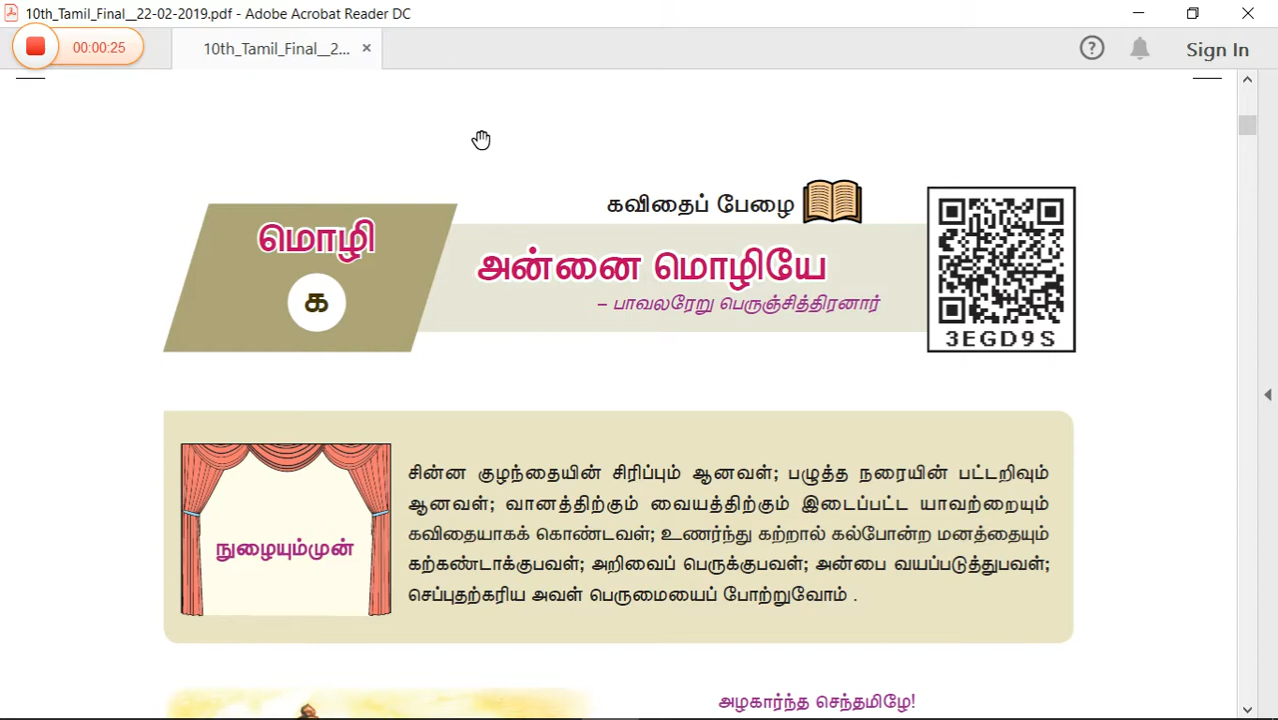 10th_Tamil_Final__22-02-2019.pdf - Adobe Acrobat Reader DC
00:00:25
10th_Tamil_Final__2...
Sign In
கவிதைப் பேழை
மொழி
க
அன்னை மொழியே
– பாவலரேறு பெருஞ்சித்திரனார்
3EGD9S
நுழையும்முன்
சின்ன குழந்தையின் சிரிப்பும் ஆனவள்; பழுத்த நரையின் பட்டறிவும்
ஆனவள்; வானத்திற்கும் வையத்திற்கும் இடைப்பட்ட யாவற்றையும்
கவிதையாகக் கொண்டவள்; உணர்ந்து கற்றால் கல்போன்ற மனத்தையும்
கற்கண்டாக்குபவள்; அறிவைப் பெருக்குபவள்; அன்பை வயப்படுத்துபவள்;
செப்புதற்கரிய அவள் பெருமையைப் போற்றுவோம் .
அழகார்ந்த செந்தமிழே!